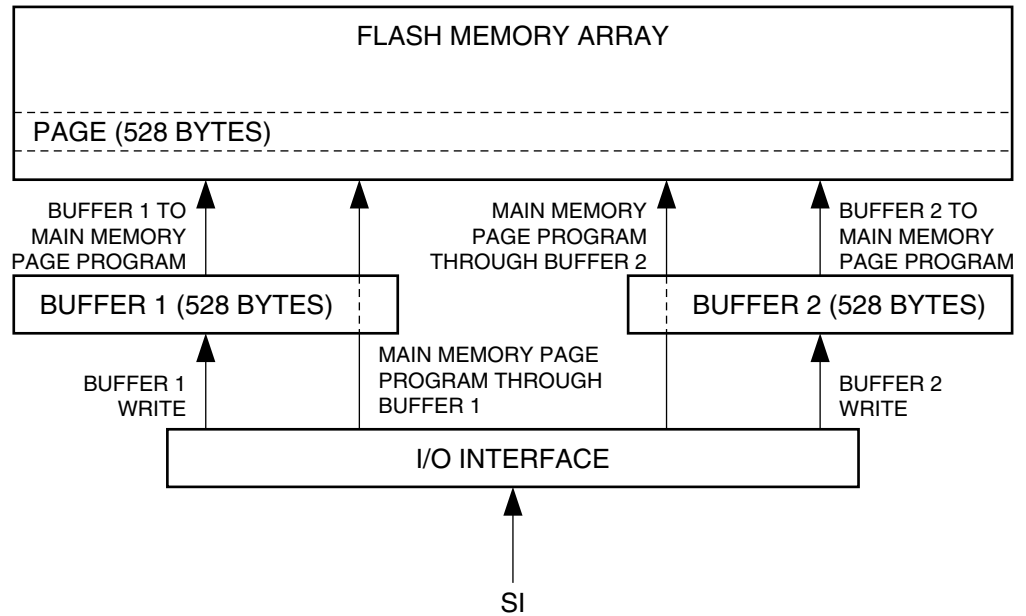 FLASH MEMORY ARRAY
PAGE (528 BYTES)
BUFFER 1 TO
MAIN MEMORY
PAGE PROGRAM
MAIN MEMORY
PAGE PROGRAM
THROUGH BUFFER 2
BUFFER 2 TO
MAIN MEMORY
PAGE PROGRAM
BUFFER 1 (528 BYTES)
BUFFER 2 (528 BYTES)
BUFFER 1
WRITE
MAIN MEMORY PAGE
PROGRAM THROUGH
BUFFER 1
BUFFER 2
WRITE
I/O INTERFACE
SI